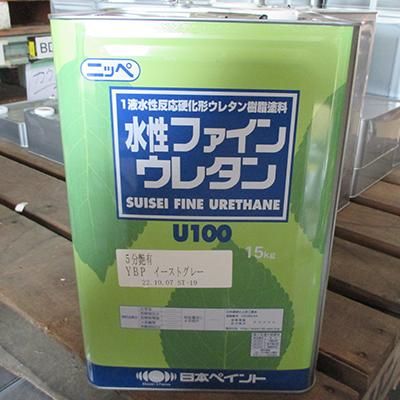 ニッペ
1液水性反応硬化形ウレタン樹脂塗料
水性ファイン
ウレタン
SUISEI FINE URETHANE
U100
15kg
5分艶有
YBP イーストグレー
22.10.07 ST-19
日本ペイント